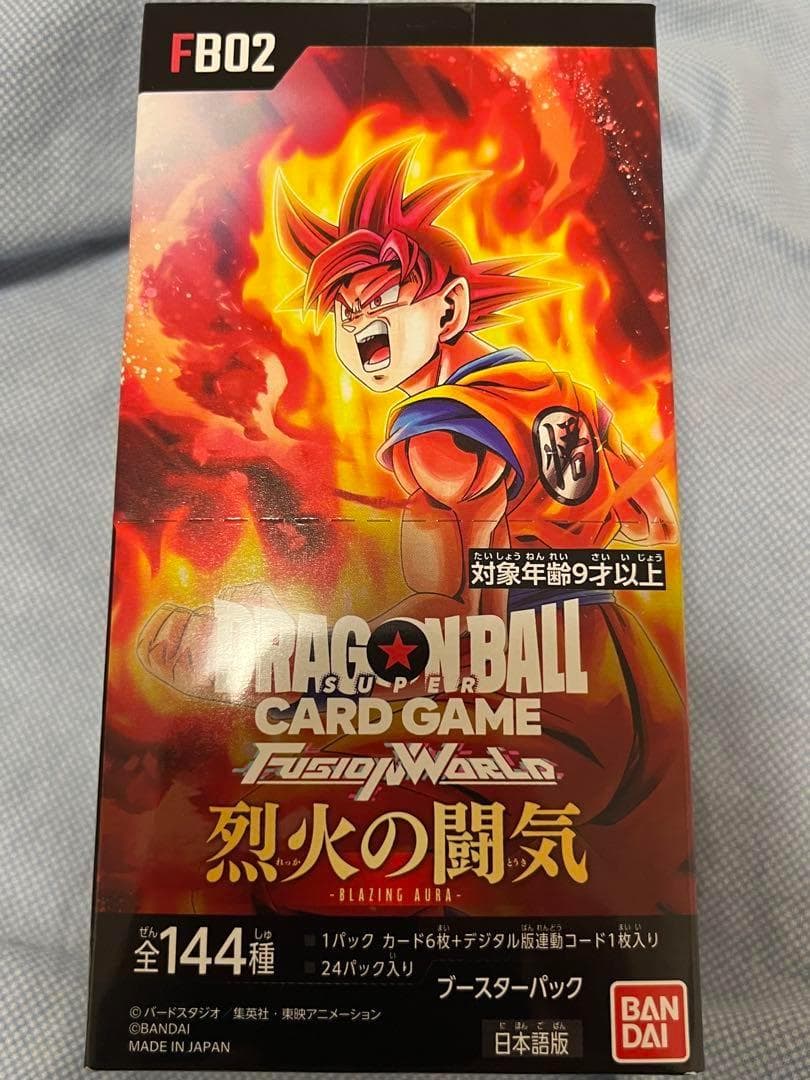 FB02
悟
たいしょうねんれい さいいじょう
対象年齢9才以上
DRAGON BALL
SUPER
CARD GAME
FUSION WORLD
烈火の闘気
れっか とうき
-BLAZING AURA-
ぜん しゅ
全144種
まい ばんれんどう まいい
■ 1パック カード6枚+デジタル版連動コード1枚入り
い
■ 24パック入り
ブースターパック
©バードスタジオ／集英社・東映アニメーション
©BANDAI
MADE IN JAPAN
にほんごばん
日本語版
BAN
DAI